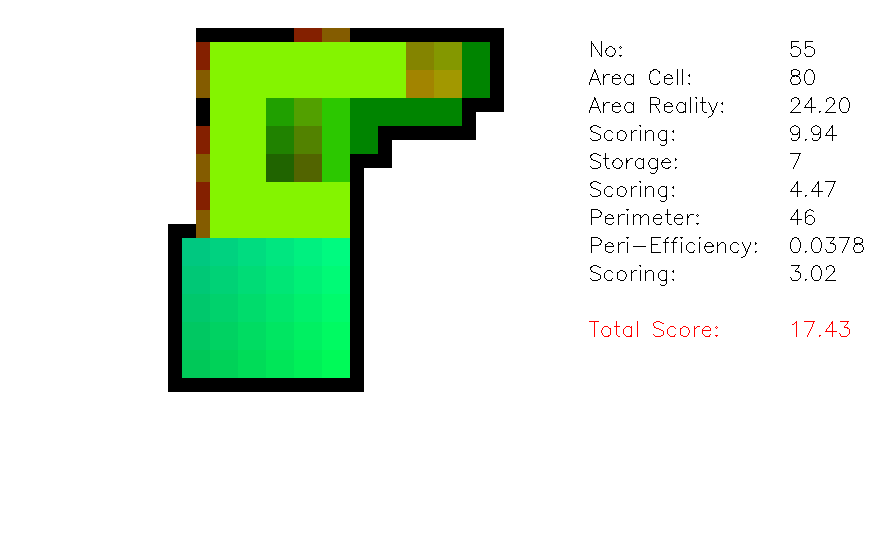 No: 55
Area Cell: 80
Area Reality: 24.20
Scoring: 9.94
Storage: 7
Scoring: 4.47
Perimeter: 46
Peri-Efficiency: 0.0378
Scoring: 3.02
Total Score: 17.43